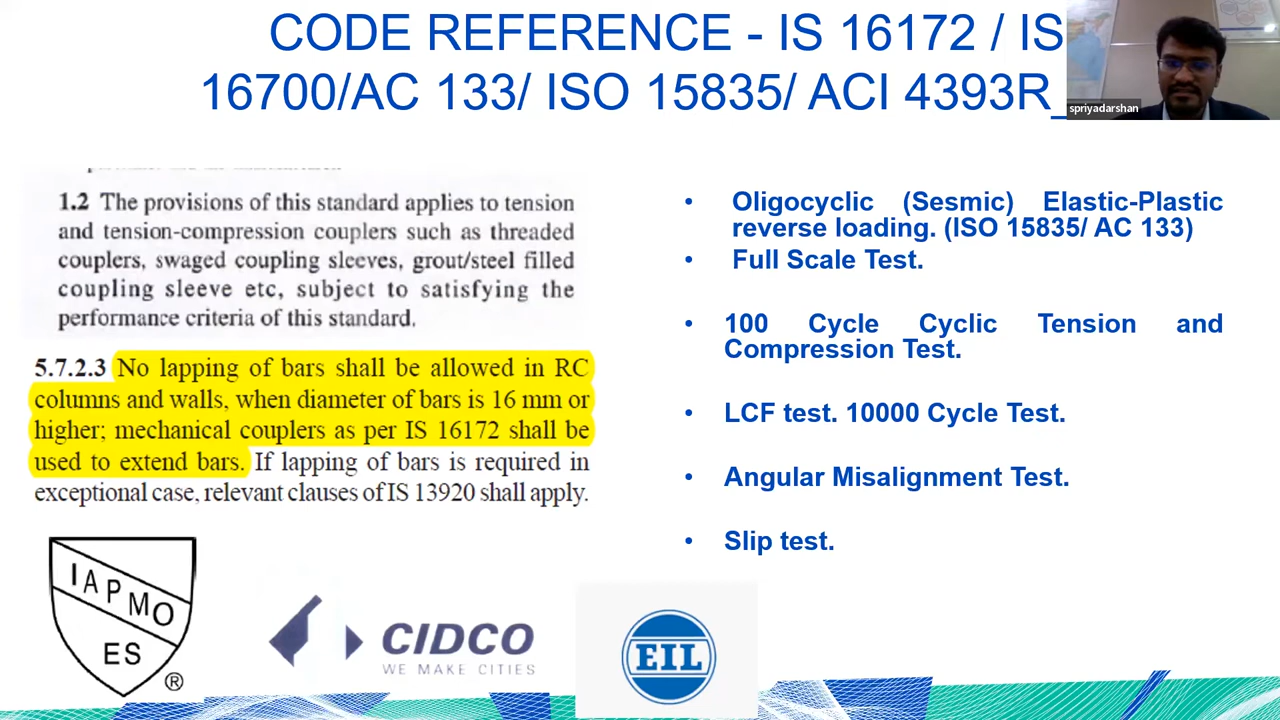 CODE REFERENCE - IS 16172 / IS
16700/AC 133/ ISO 15835/ ACI 4393R_
spriyadarshan
1.2 The provisions of this standard applies to tension
and tension-compression couplers such as threaded
couplers, swaged coupling sleeves, grout/steel filled
coupling sleeve etc, subject to satisfying the
performance criteria of this standard.
5.7.2.3 No lapping of bars shall be allowed in RC
columns and walls, when diameter of bars is 16 mm or
higher; mechanical couplers as per IS 16172 shall be
used to extend bars. If lapping of bars is required in
exceptional case, relevant clauses of IS 13920 shall apply.
• Oligocyclic (Sesmic) Elastic-Plastic
reverse loading. (ISO 15835/ AC 133)
• Full Scale Test.
• 100 Cycle Cyclic Tension and
Compression Test.
• LCF test. 10000 Cycle Test.
• Angular Misalignment Test.
• Slip test.
IAPMO
ES
®
CIDCO
WE MAKE CITIES
EIL